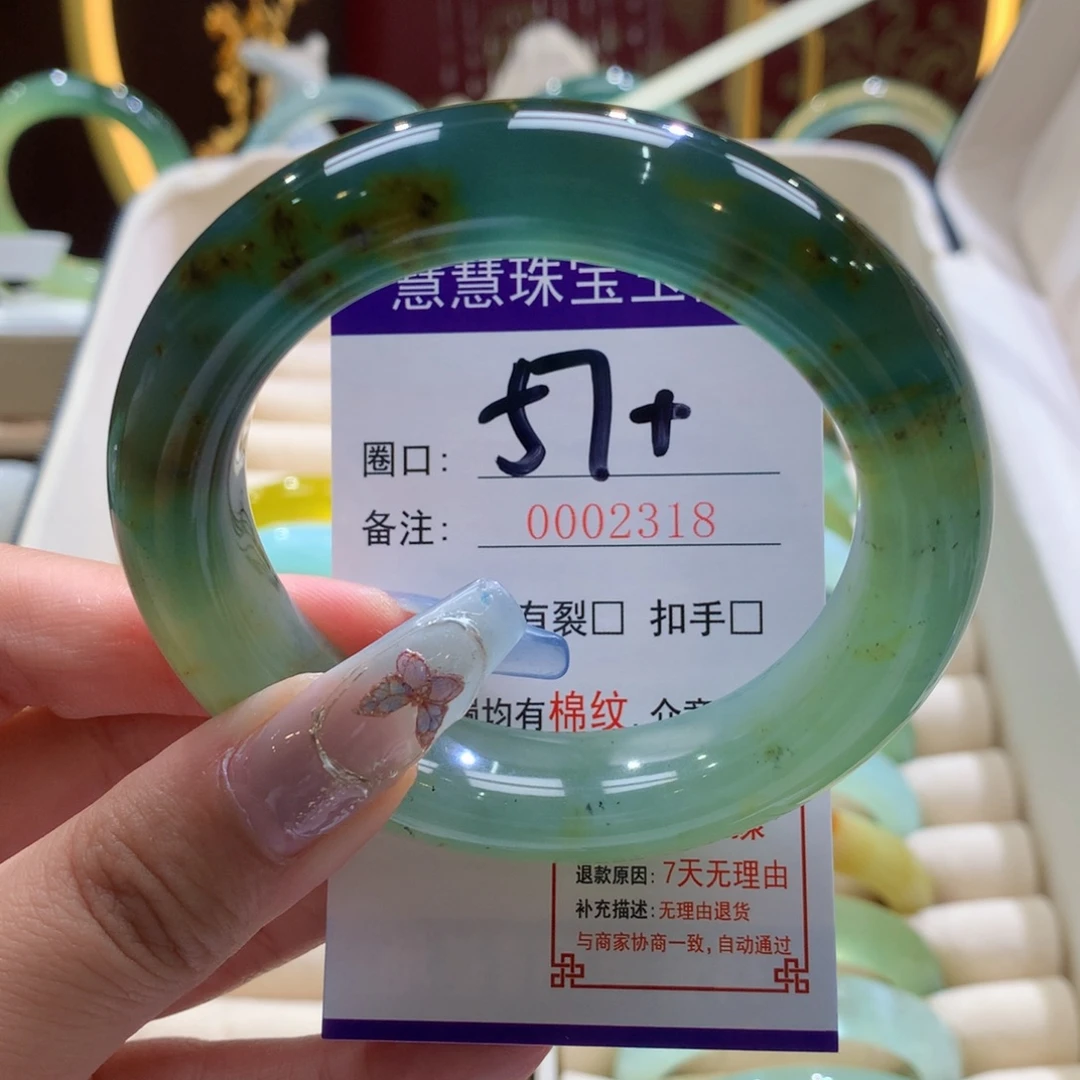 慧慧珠宝玉
圈口: 57+
备注: 0002318
有裂□ 扣手□
均有棉纹,介意
退款原因: 7天无理由
补充描述: 无理由退货
与商家协商一致, 自动通过